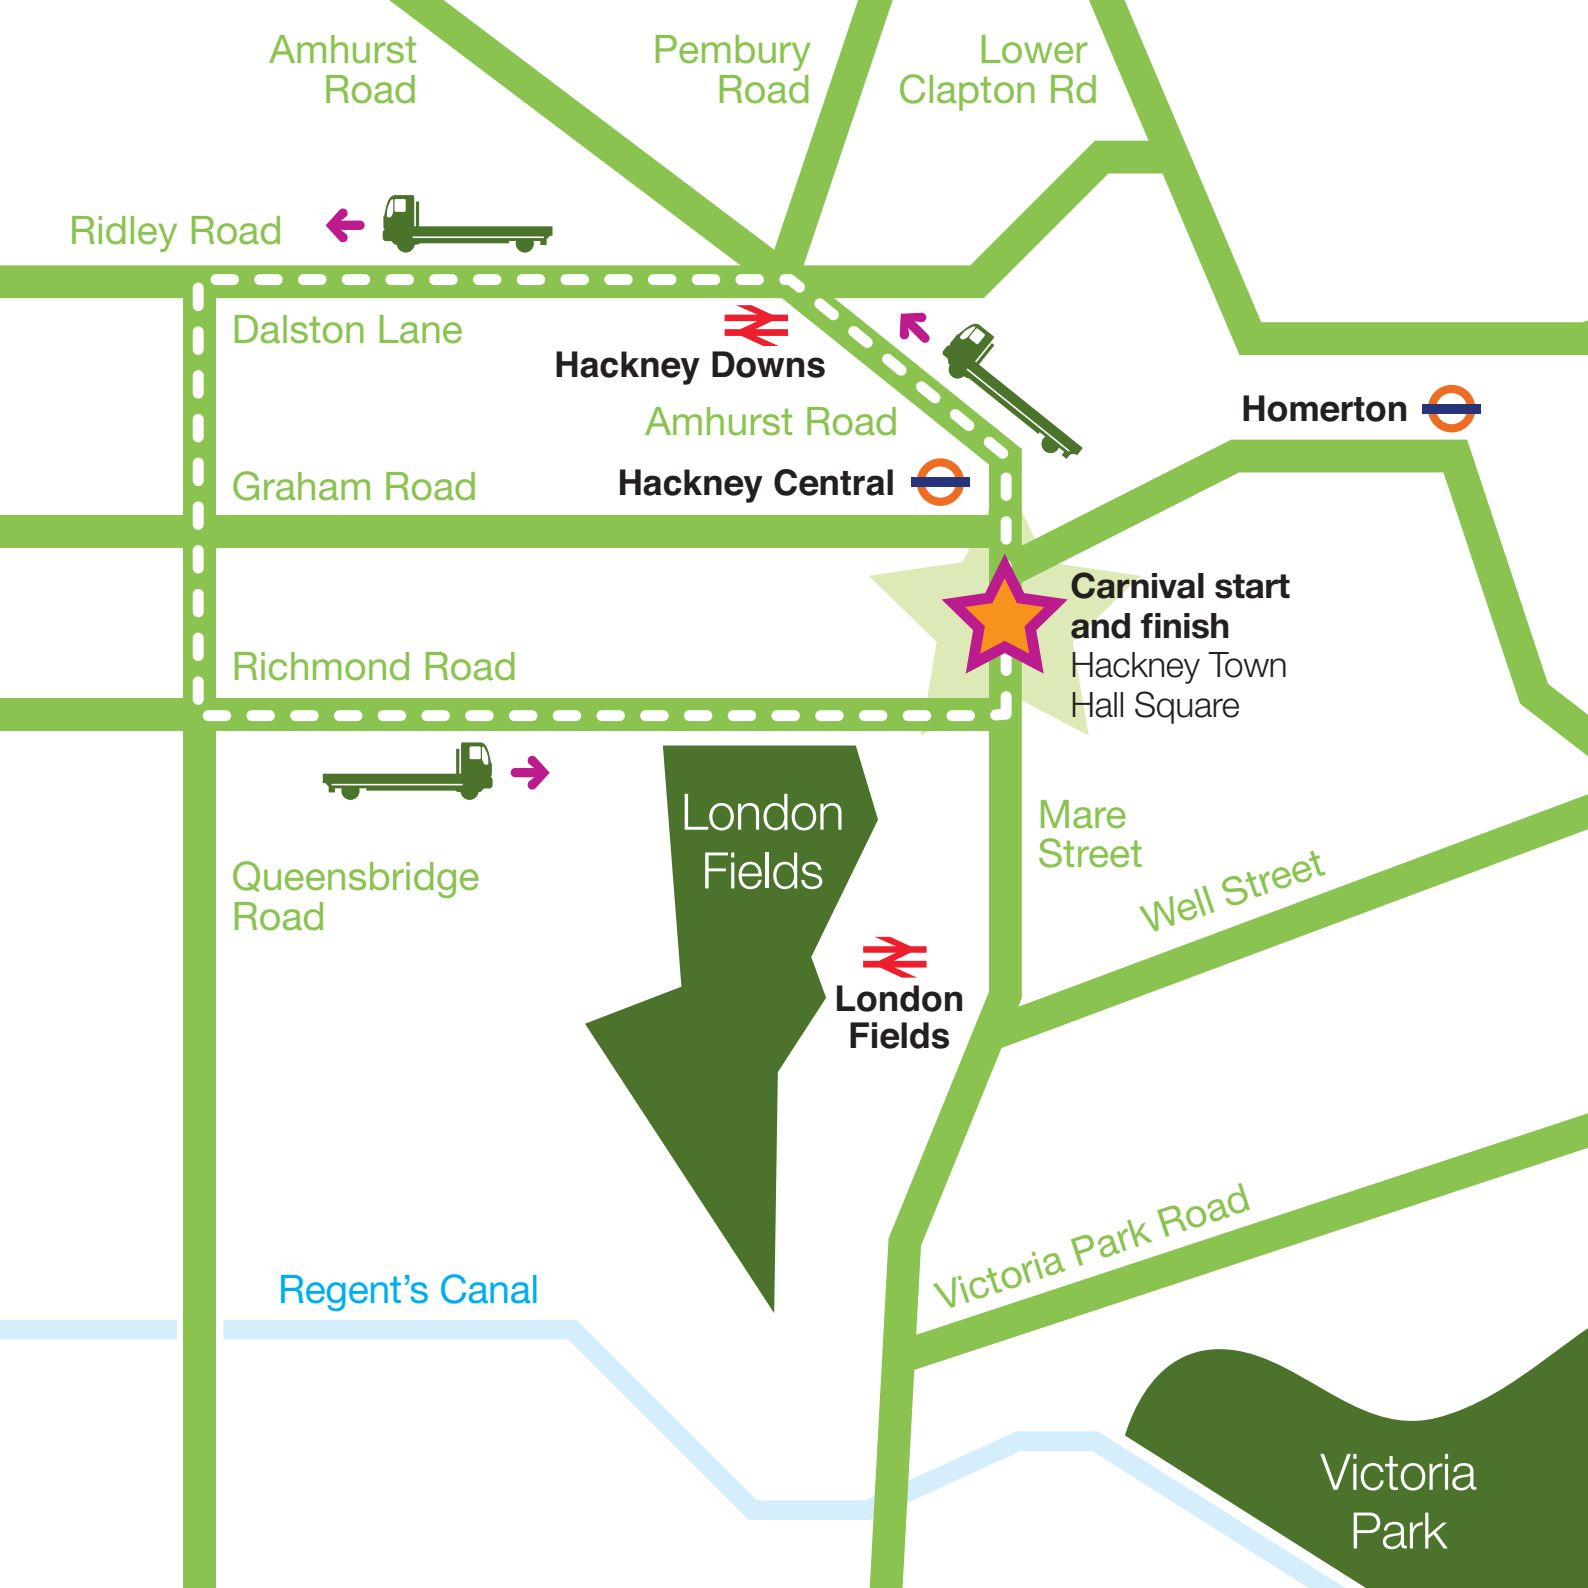 Amhurst
Road
Pembury
Road
Lower
Clapton Rd
Ridley Road
Dalston Lane
Hackney Downs
Amhurst Road
Homerton
Graham Road
Hackney Central
Carnival start
and finish
Hackney Town
Hall Square
Richmond Road
London
Fields
Mare
Street
Queensbridge
Road
Well Street
London
Fields
Victoria Park Road
Regent’s Canal
Victoria
Park